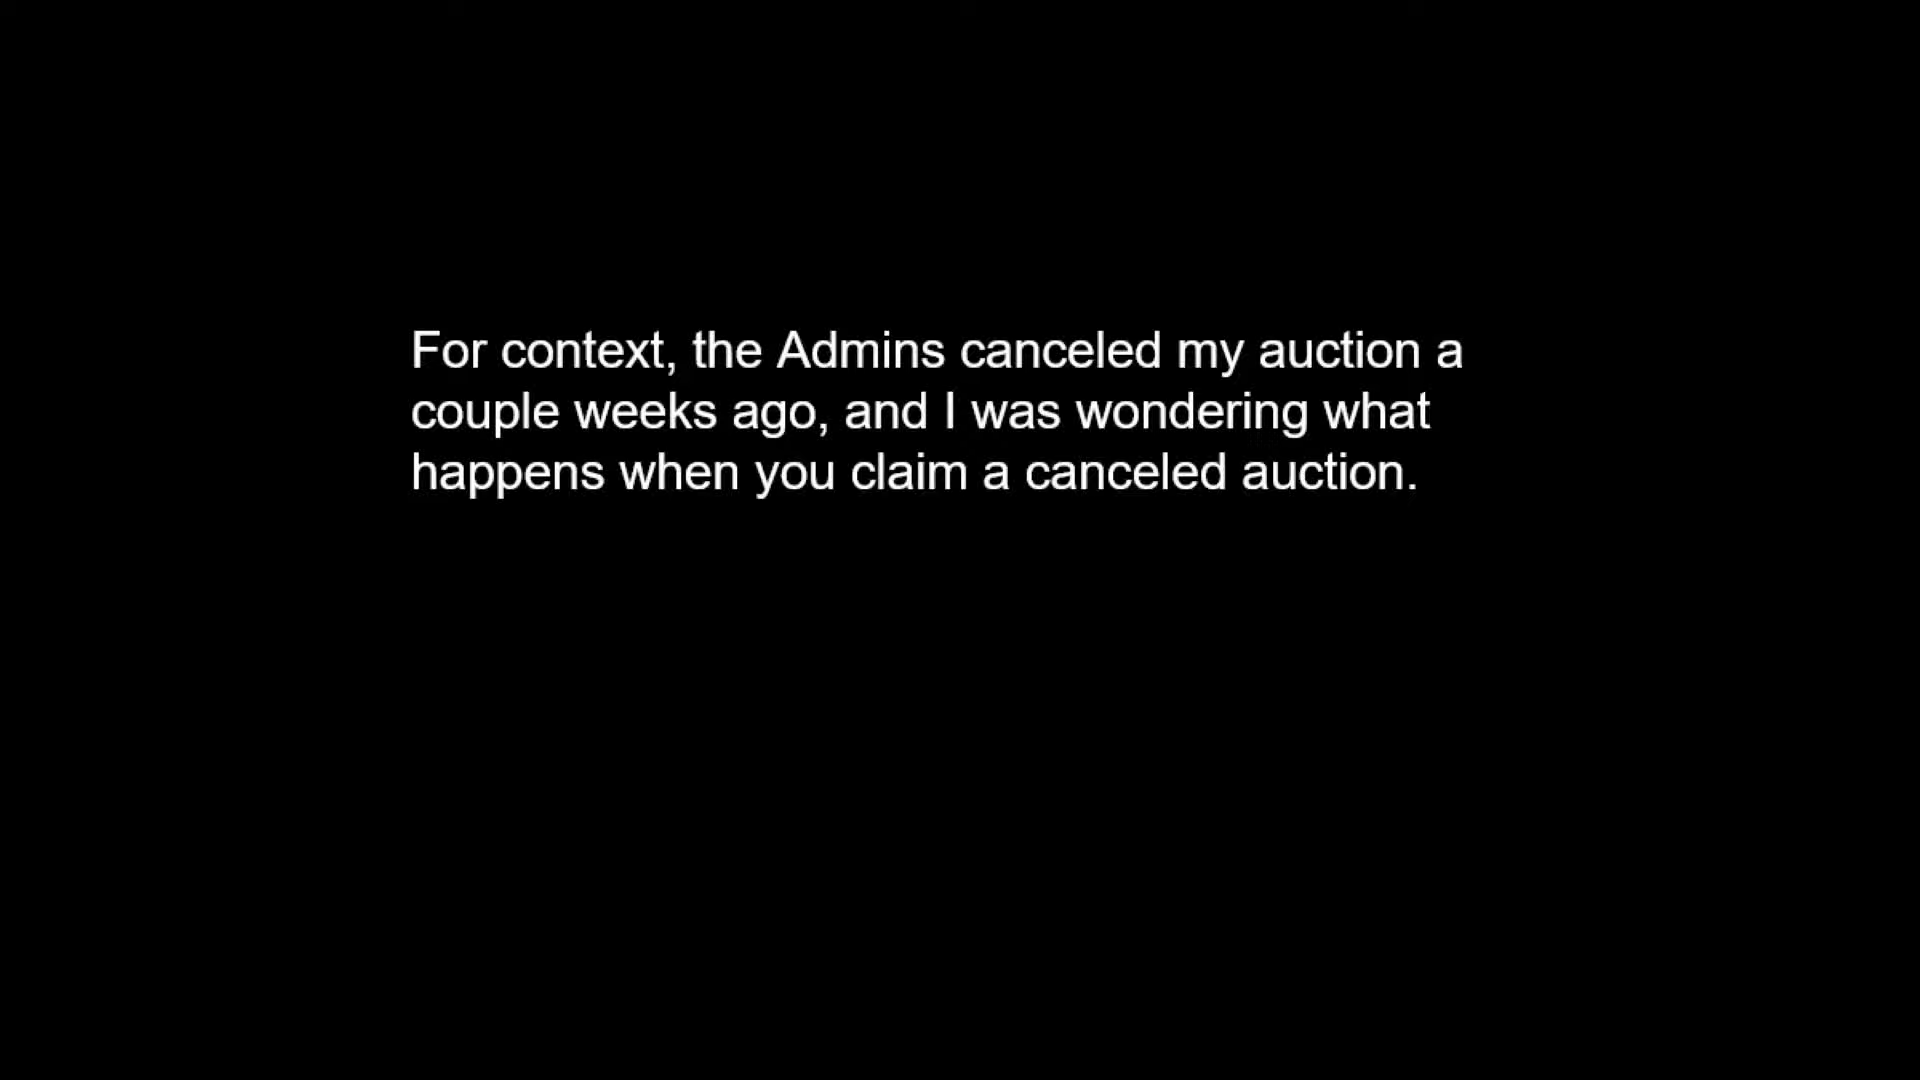 For context, the Admins canceled my auction a
couple weeks ago, and I was wondering what
happens when you claim a canceled auction.